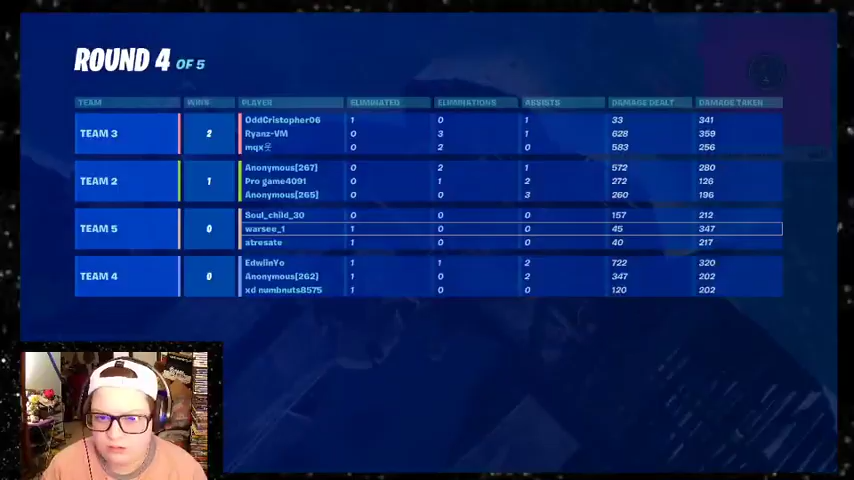 ROUND 4 OF 5
TEAM WINS PLAYER ELIMINATED ELIMINATIONS ASSISTS DAMAGE DEALT DAMAGE TAKEN
OddCristopher06 1 0 1 33 341
TEAM 3 2 Ryanz-VM 0 3 1 628 359
mqx 0 2 0 583 256
Anonymous[267] 0 2 1 572 280
TEAM 2 1 Pro game4091 0 1 2 272 126
Anonymous[265] 0 0 3 260 196
Soul_child_30 0 0 0 157 212
TEAM 5 0 warsee_1 1 0 0 45 347
atresate 1 0 0 40 217
EdwiinYo 1 1 2 722 320
TEAM 4 0 Anonymous[262] 1 0 2 347 202
xd numbnuts8575 1 0 0 120 202